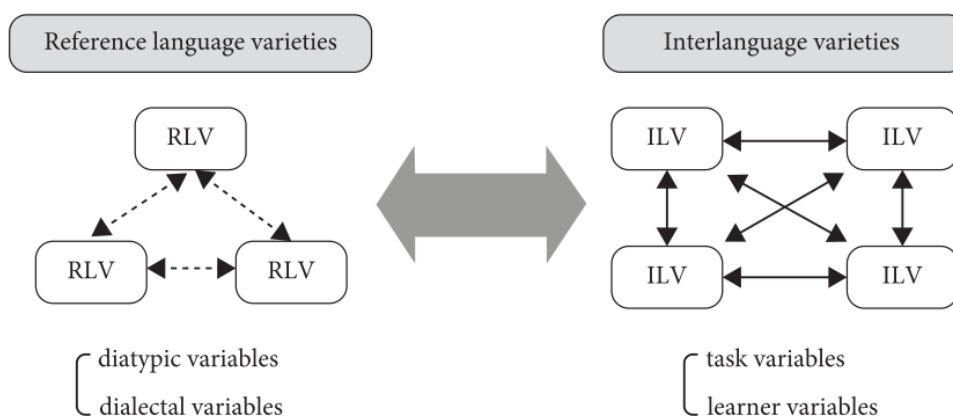 Reference language varieties
Interlanguage varieties
RLV
RLV
RLV
ILV
ILV
ILV
ILV
diatypic variables
dialectal variables
task variables
learner variables